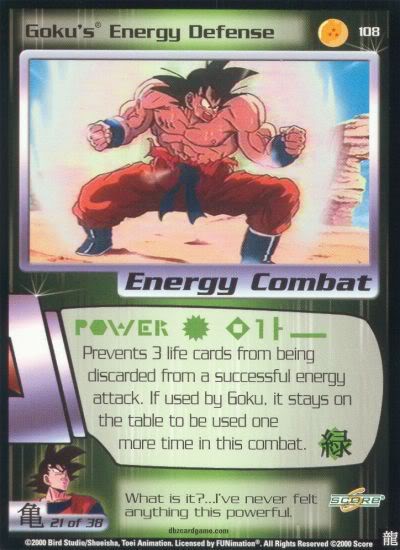 Goku's® Energy Defense
108
Energy Combat
POWER
Prevents 3 life cards from being
discarded from a successful energy
attack. If used by Goku, it stays on
the table to be used one
more time in this combat.
緑
What is it?...I've never felt
anything this powerful.
SCORE
亀 21 of 38
dbzcardgame.com
龍
©2000 Bird Studio/Shueisha, Toei Animation. Licensed by FUNimation®. All Rights Reserved ©2000 Score